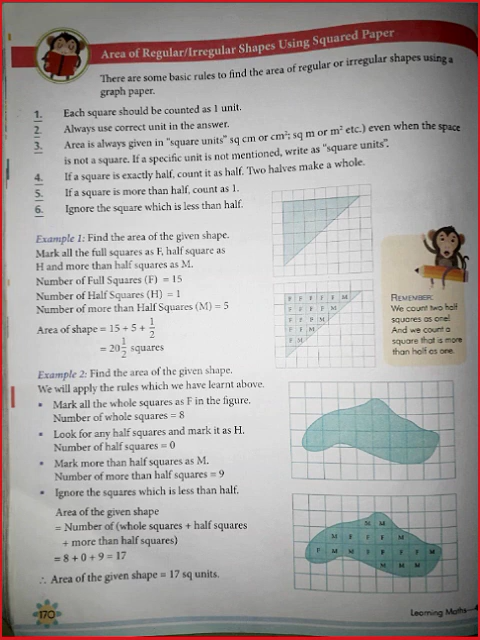 Area of Regular/Irregular Shapes Using Squared Paper
There are some basic rules to find the area of regular or irregular shapes using a
graph paper.
1. Each square should be counted as 1 unit.
2. Always use correct unit in the answer.
3. Area is always given in "square units" sq cm or cm²; sq m or m² etc.) even when the space
is not a square. If a specific unit is not mentioned, write as "square units".
4. If a square is exactly half, count it as half. Two halves make a whole.
5. If a square is more than half, count as 1.
6. Ignore the square which is less than half.
Example 1: Find the area of the given shape.
Mark all the full squares as F, half square as
H and more than half squares as M.
Number of Full Squares (F) = 15
Number of Half Squares (H) = 1
Number of more than Half Squares (M) = 5
Area of shape = 15 + 5 + 1/2
= 20 1/2 squares
F F F F F M
F F F F M
F F F M
F F M
F M
REMEMBER:
We count two half
squares as one!
And we count a
square that is more
than half as one.
Example 2: Find the area of the given shape.
We will apply the rules which we have learnt above.
• Mark all the whole squares as F in the figure.
Number of whole squares = 8
• Look for any half squares and mark it as H.
Number of half squares = 0
• Mark more than half squares as M.
Number of more than half squares = 9
• Ignore the squares which is less than half.
Area of the given shape
= Number of (whole squares + half squares
+ more than half squares)
= 8 + 0 + 9 = 17
∴ Area of the given shape = 17 sq units.
M M
M F F F M
F M M F F F F M
M M M
170
Learning Maths—4